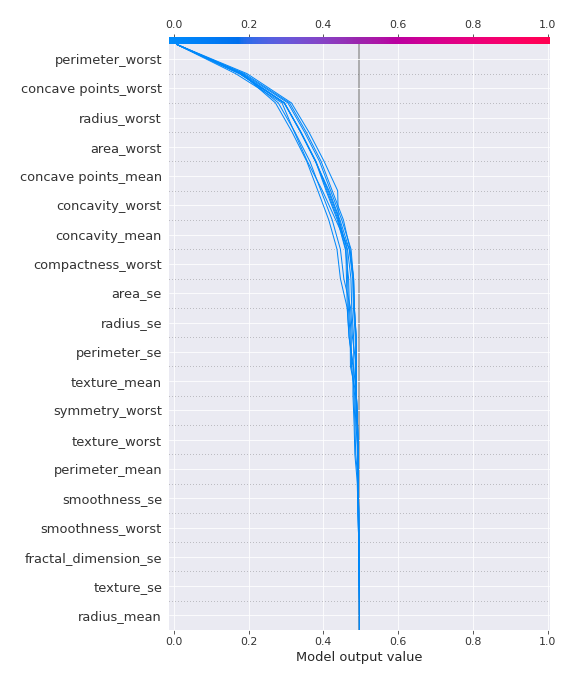 0.0 0.2 0.4 0.6 0.8 1.0
perimeter_worst
concave points_worst
radius_worst
area_worst
concave points_mean
concavity_worst
concavity_mean
compactness_worst
area_se
radius_se
perimeter_se
texture_mean
symmetry_worst
texture_worst
perimeter_mean
smoothness_se
smoothness_worst
fractal_dimension_se
texture_se
radius_mean
0.0 0.2 0.4 0.6 0.8 1.0
Model output value